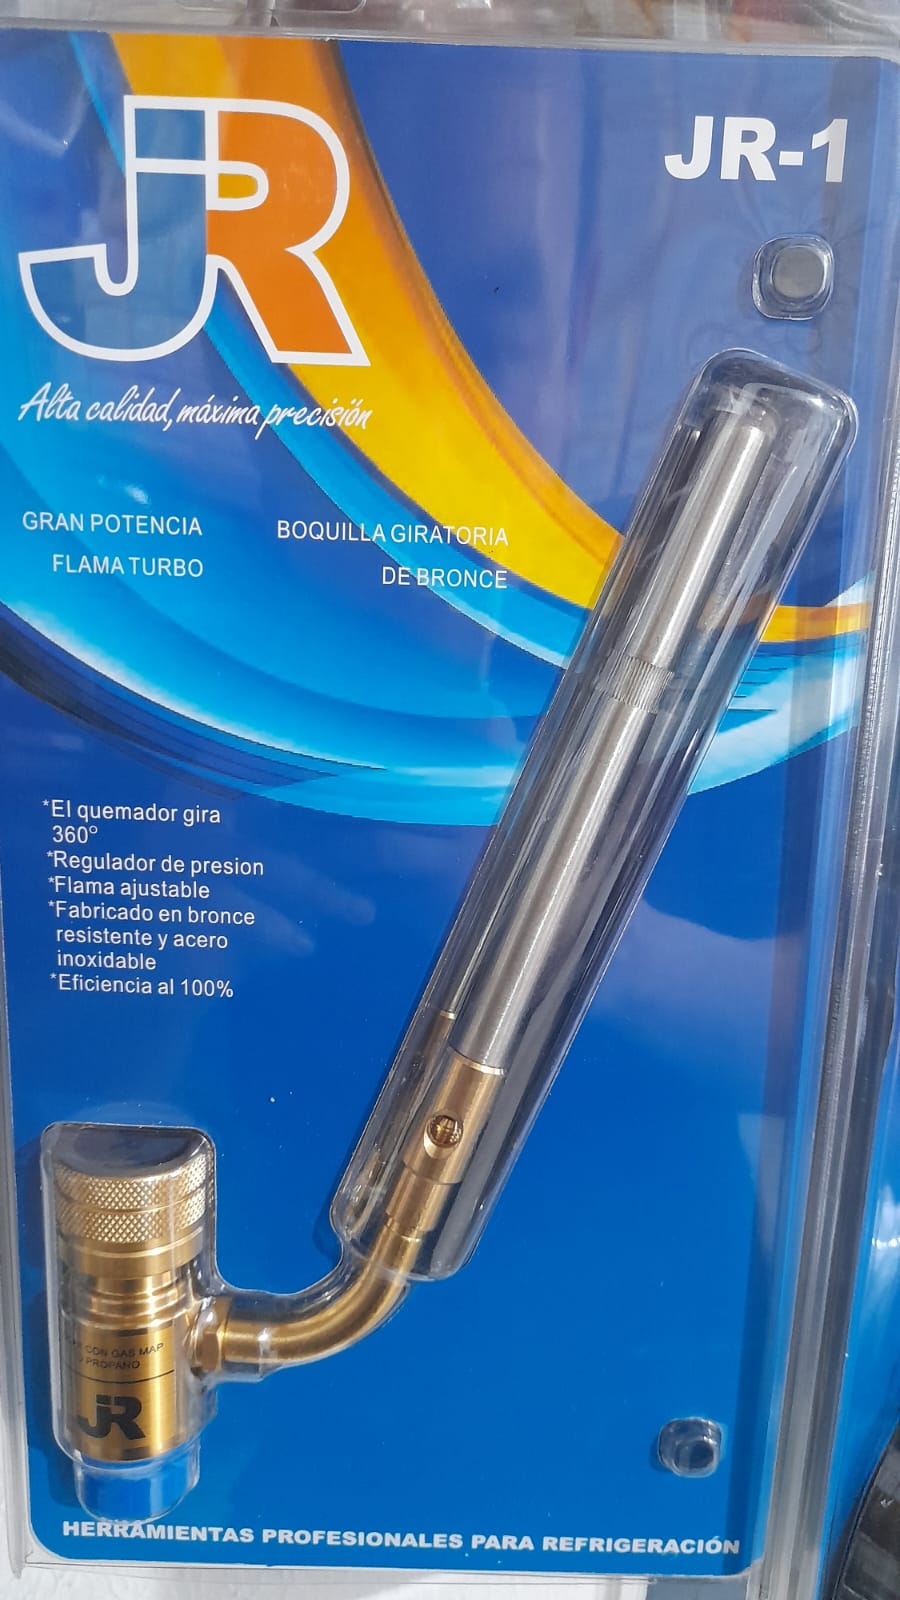 JR
JR-1
Alta calidad, máxima precisión
GRAN POTENCIA
FLAMA TURBO
BOQUILLA GIRATORIA
DE BRONCE
*El quemador gira
360°
*Regulador de presion
*Flama ajustable
*Fabricado en bronce
resistente y acero
inoxidable
*Eficiencia al 100%
CON GAS MAP
PROPANO
JR
HERRAMIENTAS PROFESIONALES PARA REFRIGERACIÓN